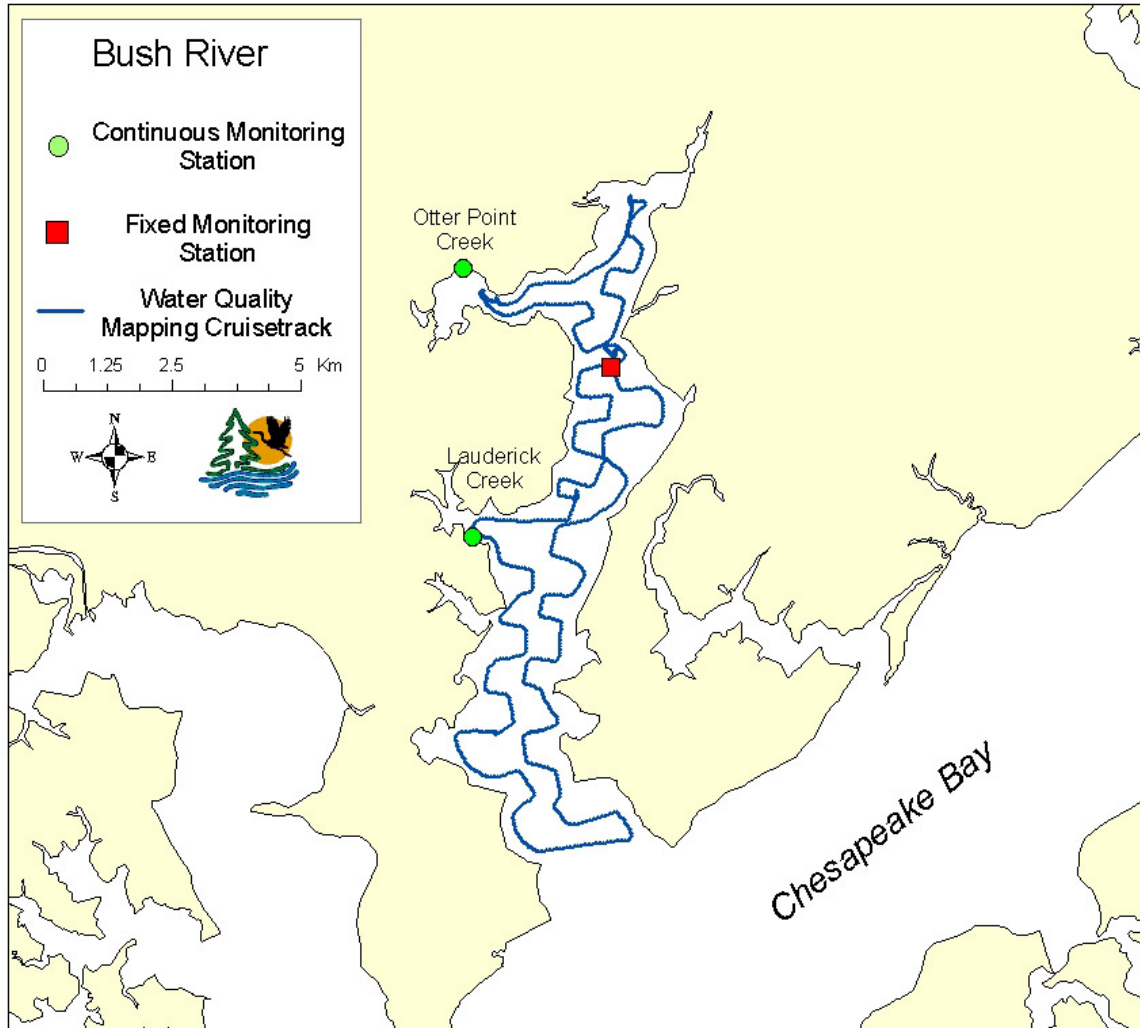 Bush River
Continuous Monitoring
Station
Fixed Monitoring
Station
Water Quality
Mapping Cruisetrack
0 1.25 2.5 5 Km
N
W E
S
Otter Point
Creek
Lauderick
Creek
Chesapeake Bay